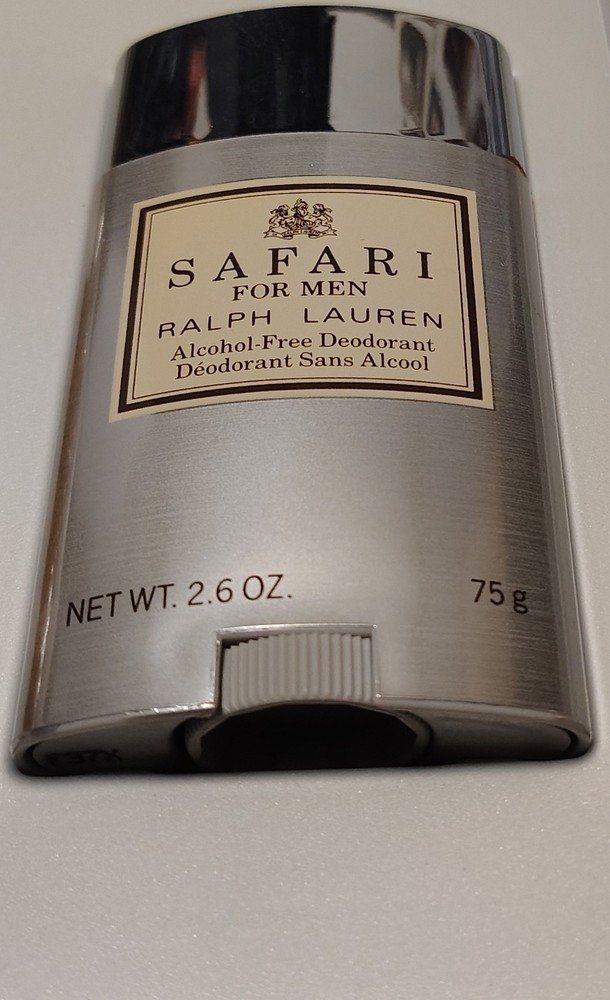 SAFARI
FOR MEN
RALPH LAUREN
Alcohol-Free Deodorant
Déodorant Sans Alcool
NET WT. 2.6 OZ. 75 g